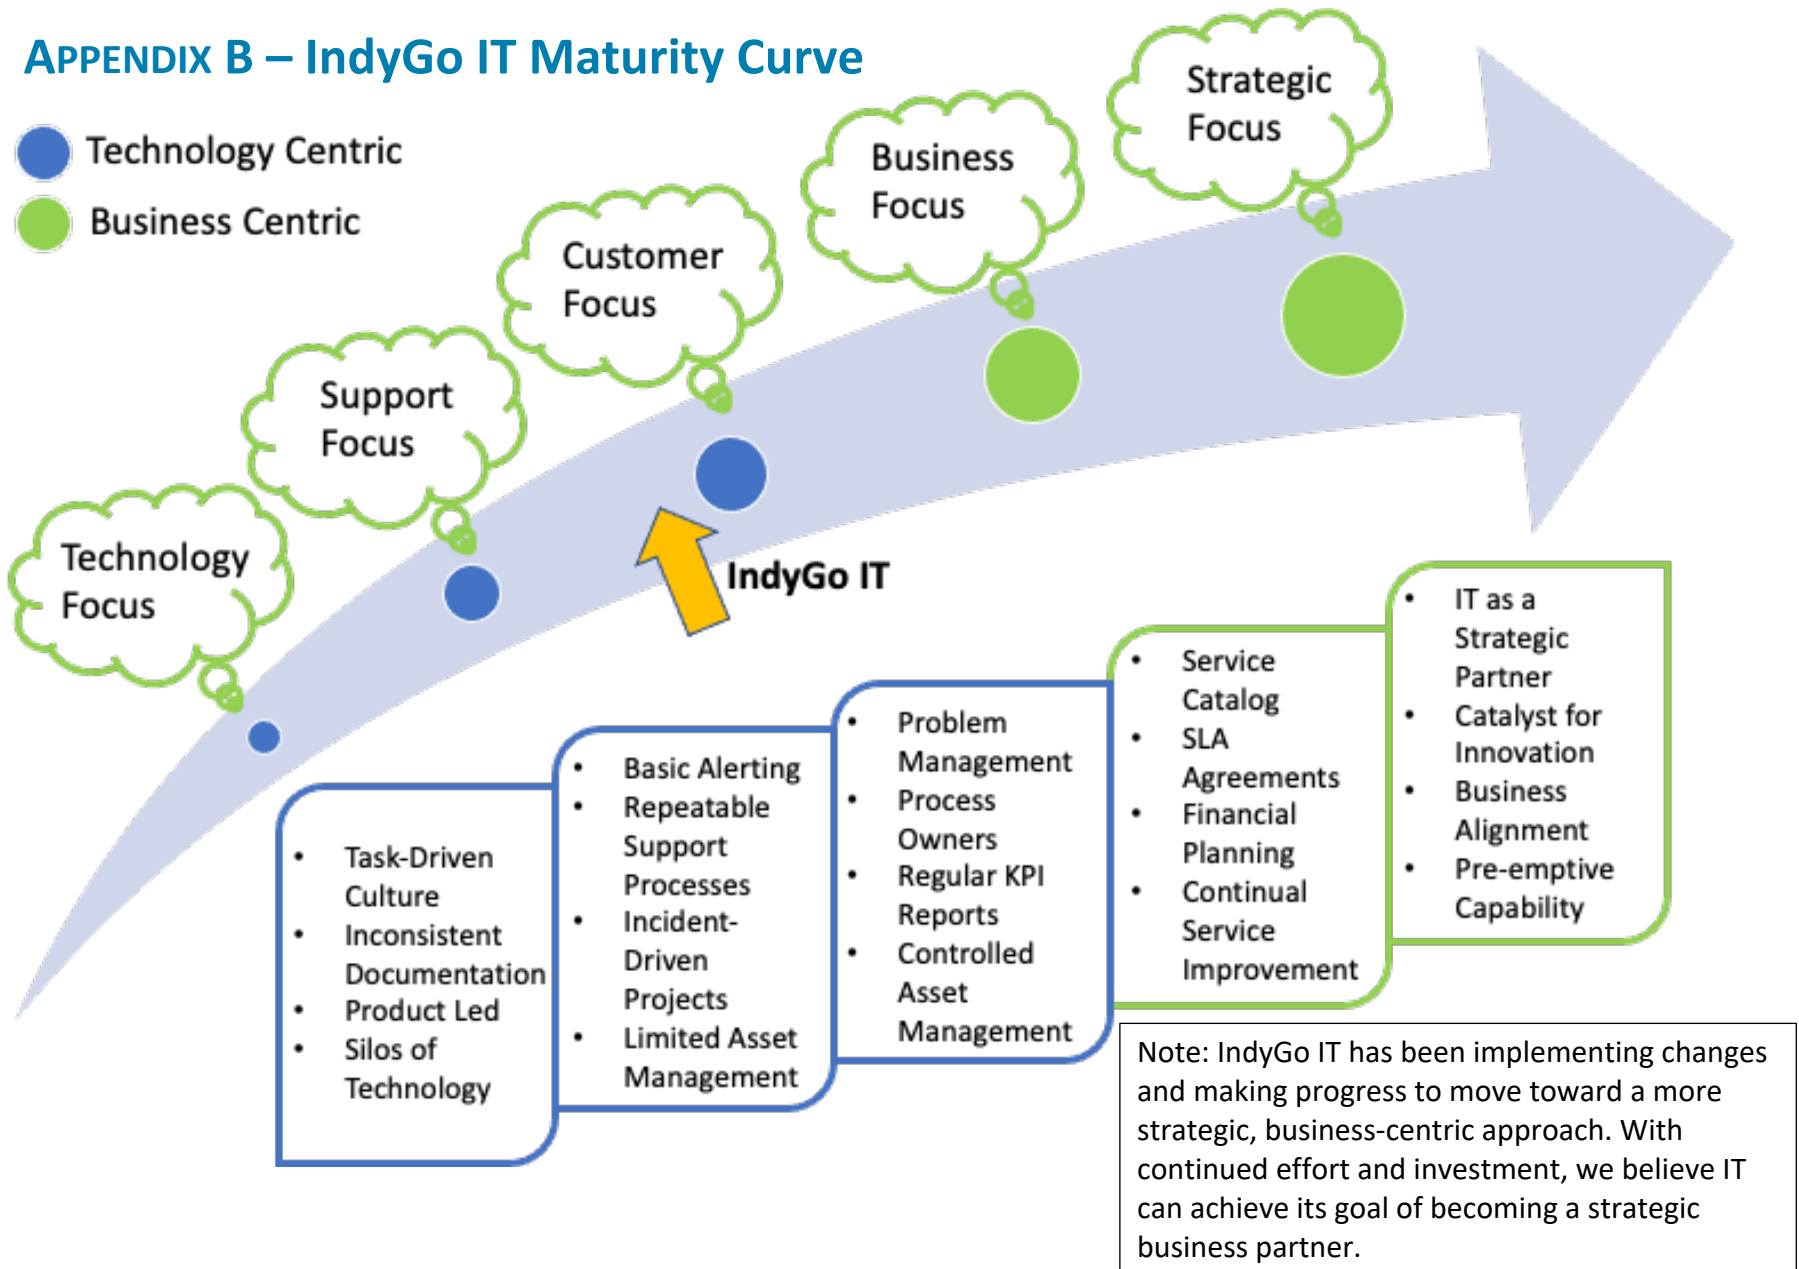 APPENDIX B – IndyGo IT Maturity Curve
Technology Centric
Business Centric
Technology
Focus
Support
Focus
Customer
Focus
Business
Focus
Strategic
Focus
IndyGo IT
• Task-Driven
Culture
• Inconsistent
Documentation
• Product Led
• Silos of
Technology
• Basic Alerting
• Repeatable
Support
Processes
• Incident-
Driven
Projects
• Limited Asset
Management
• Problem
Management
• Process
Owners
• Regular KPI
Reports
• Controlled
Asset
Management
• Service
Catalog
• SLA
Agreements
• Financial
Planning
• Continual
Service
Improvement
• IT as a
Strategic
Partner
• Catalyst for
Innovation
• Business
Alignment
• Pre-emptive
Capability
Note: IndyGo IT has been implementing changes
and making progress to move toward a more
strategic, business-centric approach. With
continued effort and investment, we believe IT
can achieve its goal of becoming a strategic
business partner.